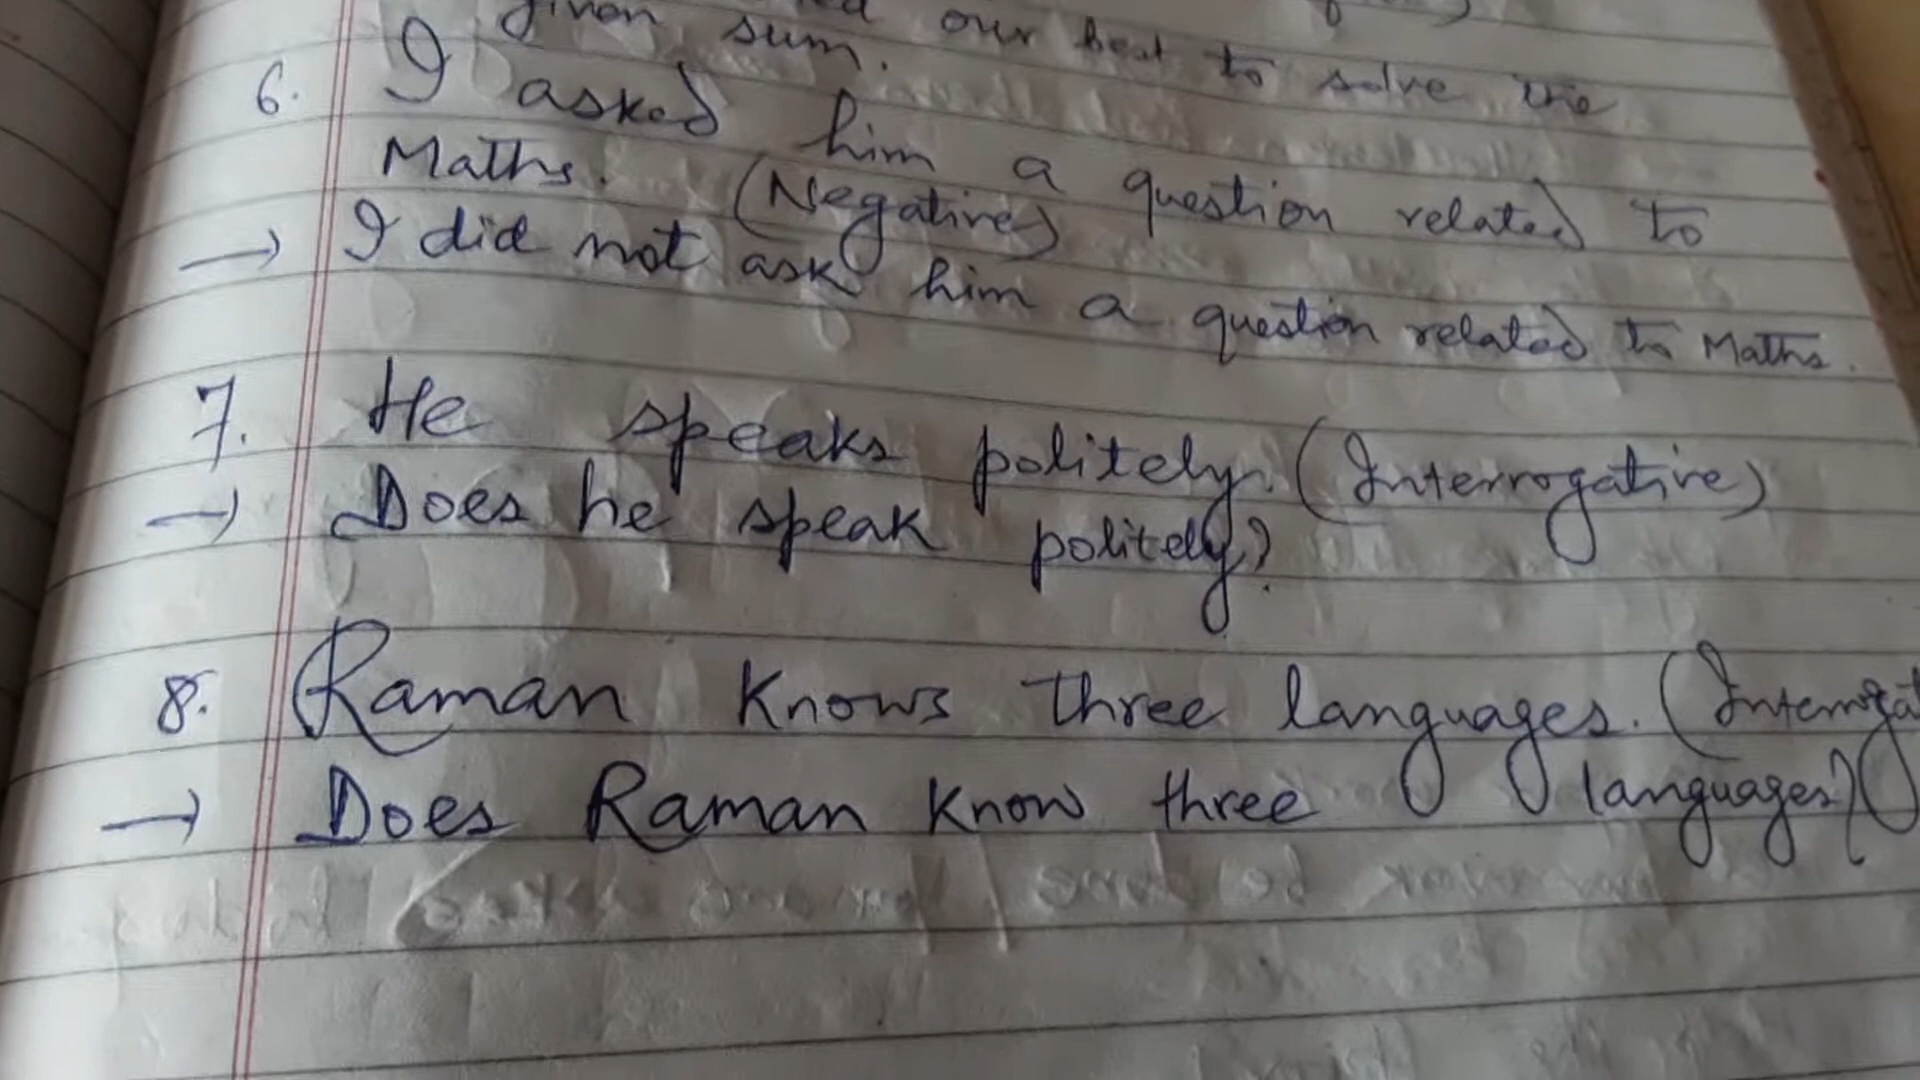 our best to solve the
given sum.
6. I asked him a question related to
Maths. (Negative)
→ I did not ask him a question related to Maths.
7. He speaks politely. (Interrogative)
→ Does he speak politely?
8. Raman knows three languages. (Interrogat
→ Does Raman know three languages?